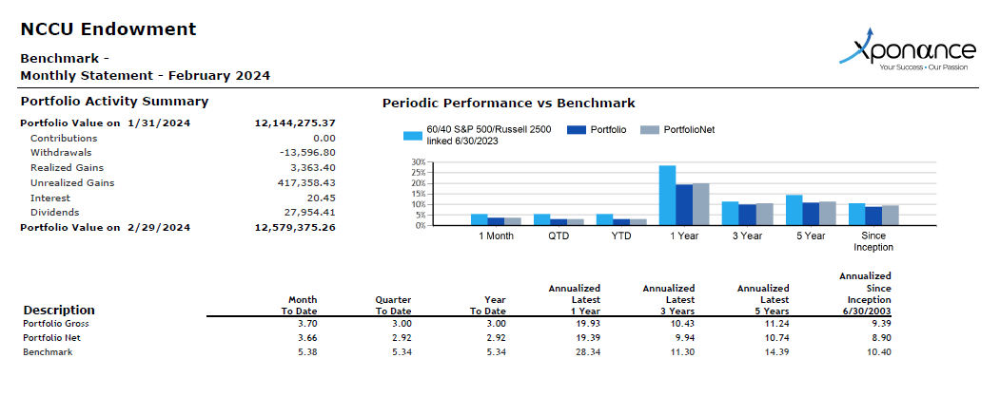 NCCU Endowment
Benchmark -
Monthly Statement - February 2024
xponance
Your Success • Our Passion
Portfolio Activity Summary
Portfolio Value on 1/31/2024 12,144,275.37
Contributions 0.00
Withdrawals -13,596.80
Realized Gains 3,363.40
Unrealized Gains 417,358.43
Interest 20.45
Dividends 27,954.41
Portfolio Value on 2/29/2024 12,579,375.26
Periodic Performance vs Benchmark
60/40 S&P 500/Russell 2500 Portfolio PortfolioNet
linked 6/30/2023
30%
25%
20%
15%
10%
5%
0%
1 Month QTD YTD 1 Year 3 Year 5 Year Since
Inception
Annualized
Annualized Annualized Annualized Since
Month Quarter Year Latest Latest Latest Inception
Description To Date To Date To Date 1 Year 3 Years 5 Years 6/30/2003
Portfolio Gross 3.70 3.00 3.00 19.93 10.43 11.24 9.39
Portfolio Net 3.66 2.92 2.92 19.39 9.94 10.74 8.90
Benchmark 5.38 5.34 5.34 28.34 11.30 14.39 10.40